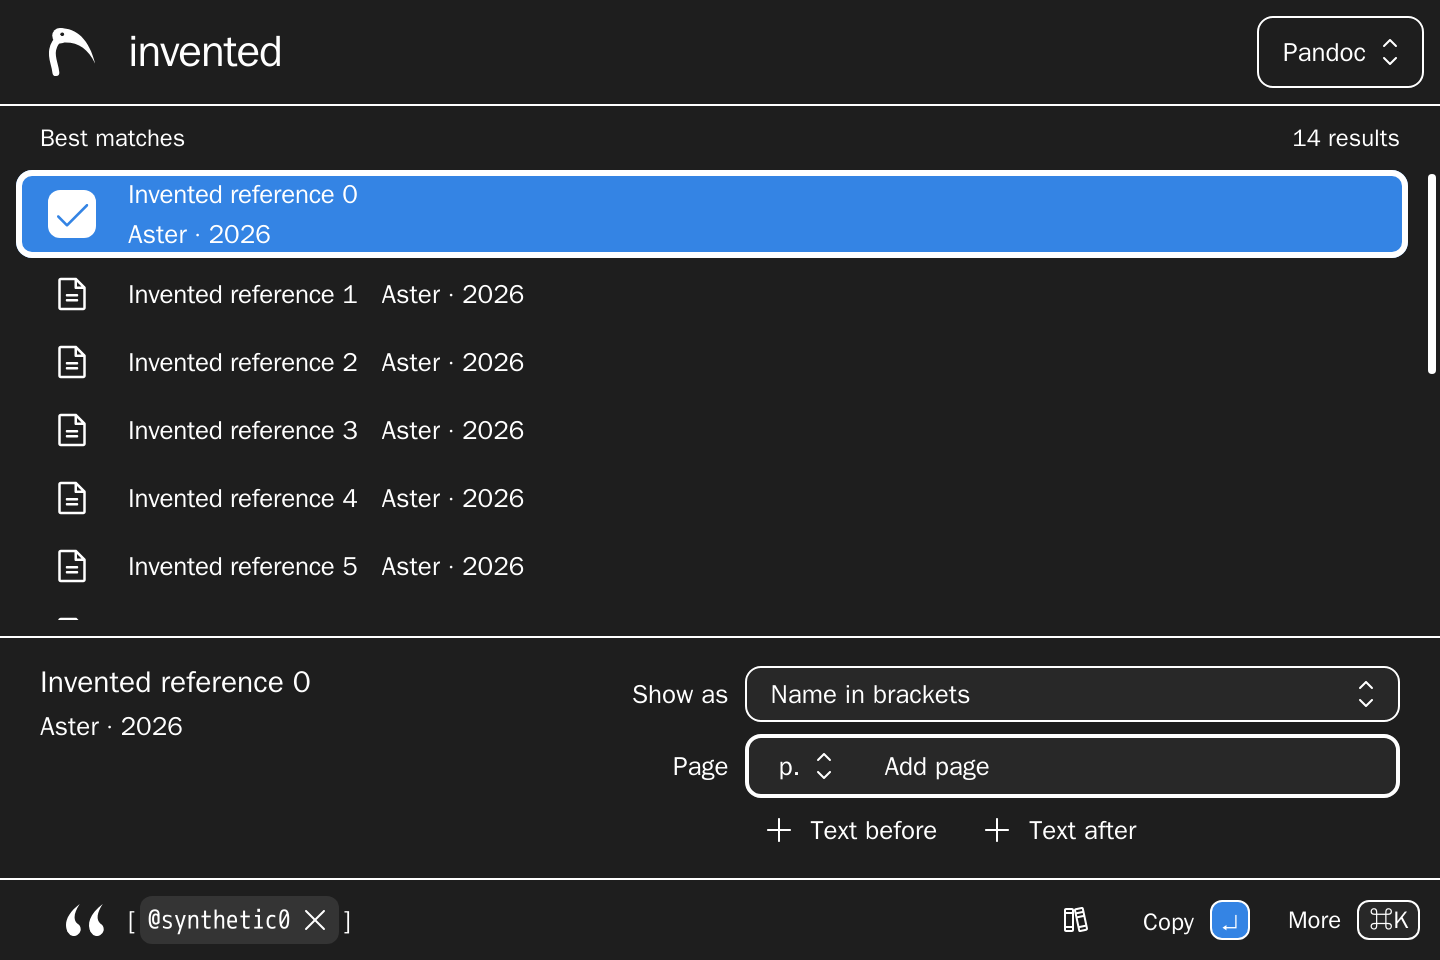 invented
Pandoc
Best matches
14 results
Invented reference 0
Aster · 2026
Invented reference 1 Aster · 2026
Invented reference 2 Aster · 2026
Invented reference 3 Aster · 2026
Invented reference 4 Aster · 2026
Invented reference 5 Aster · 2026
Invented reference 0
Aster · 2026
Show as
Name in brackets
Page
p.
Add page
Text before
Text after
[@synthetic0]
Copy
More ⌘K